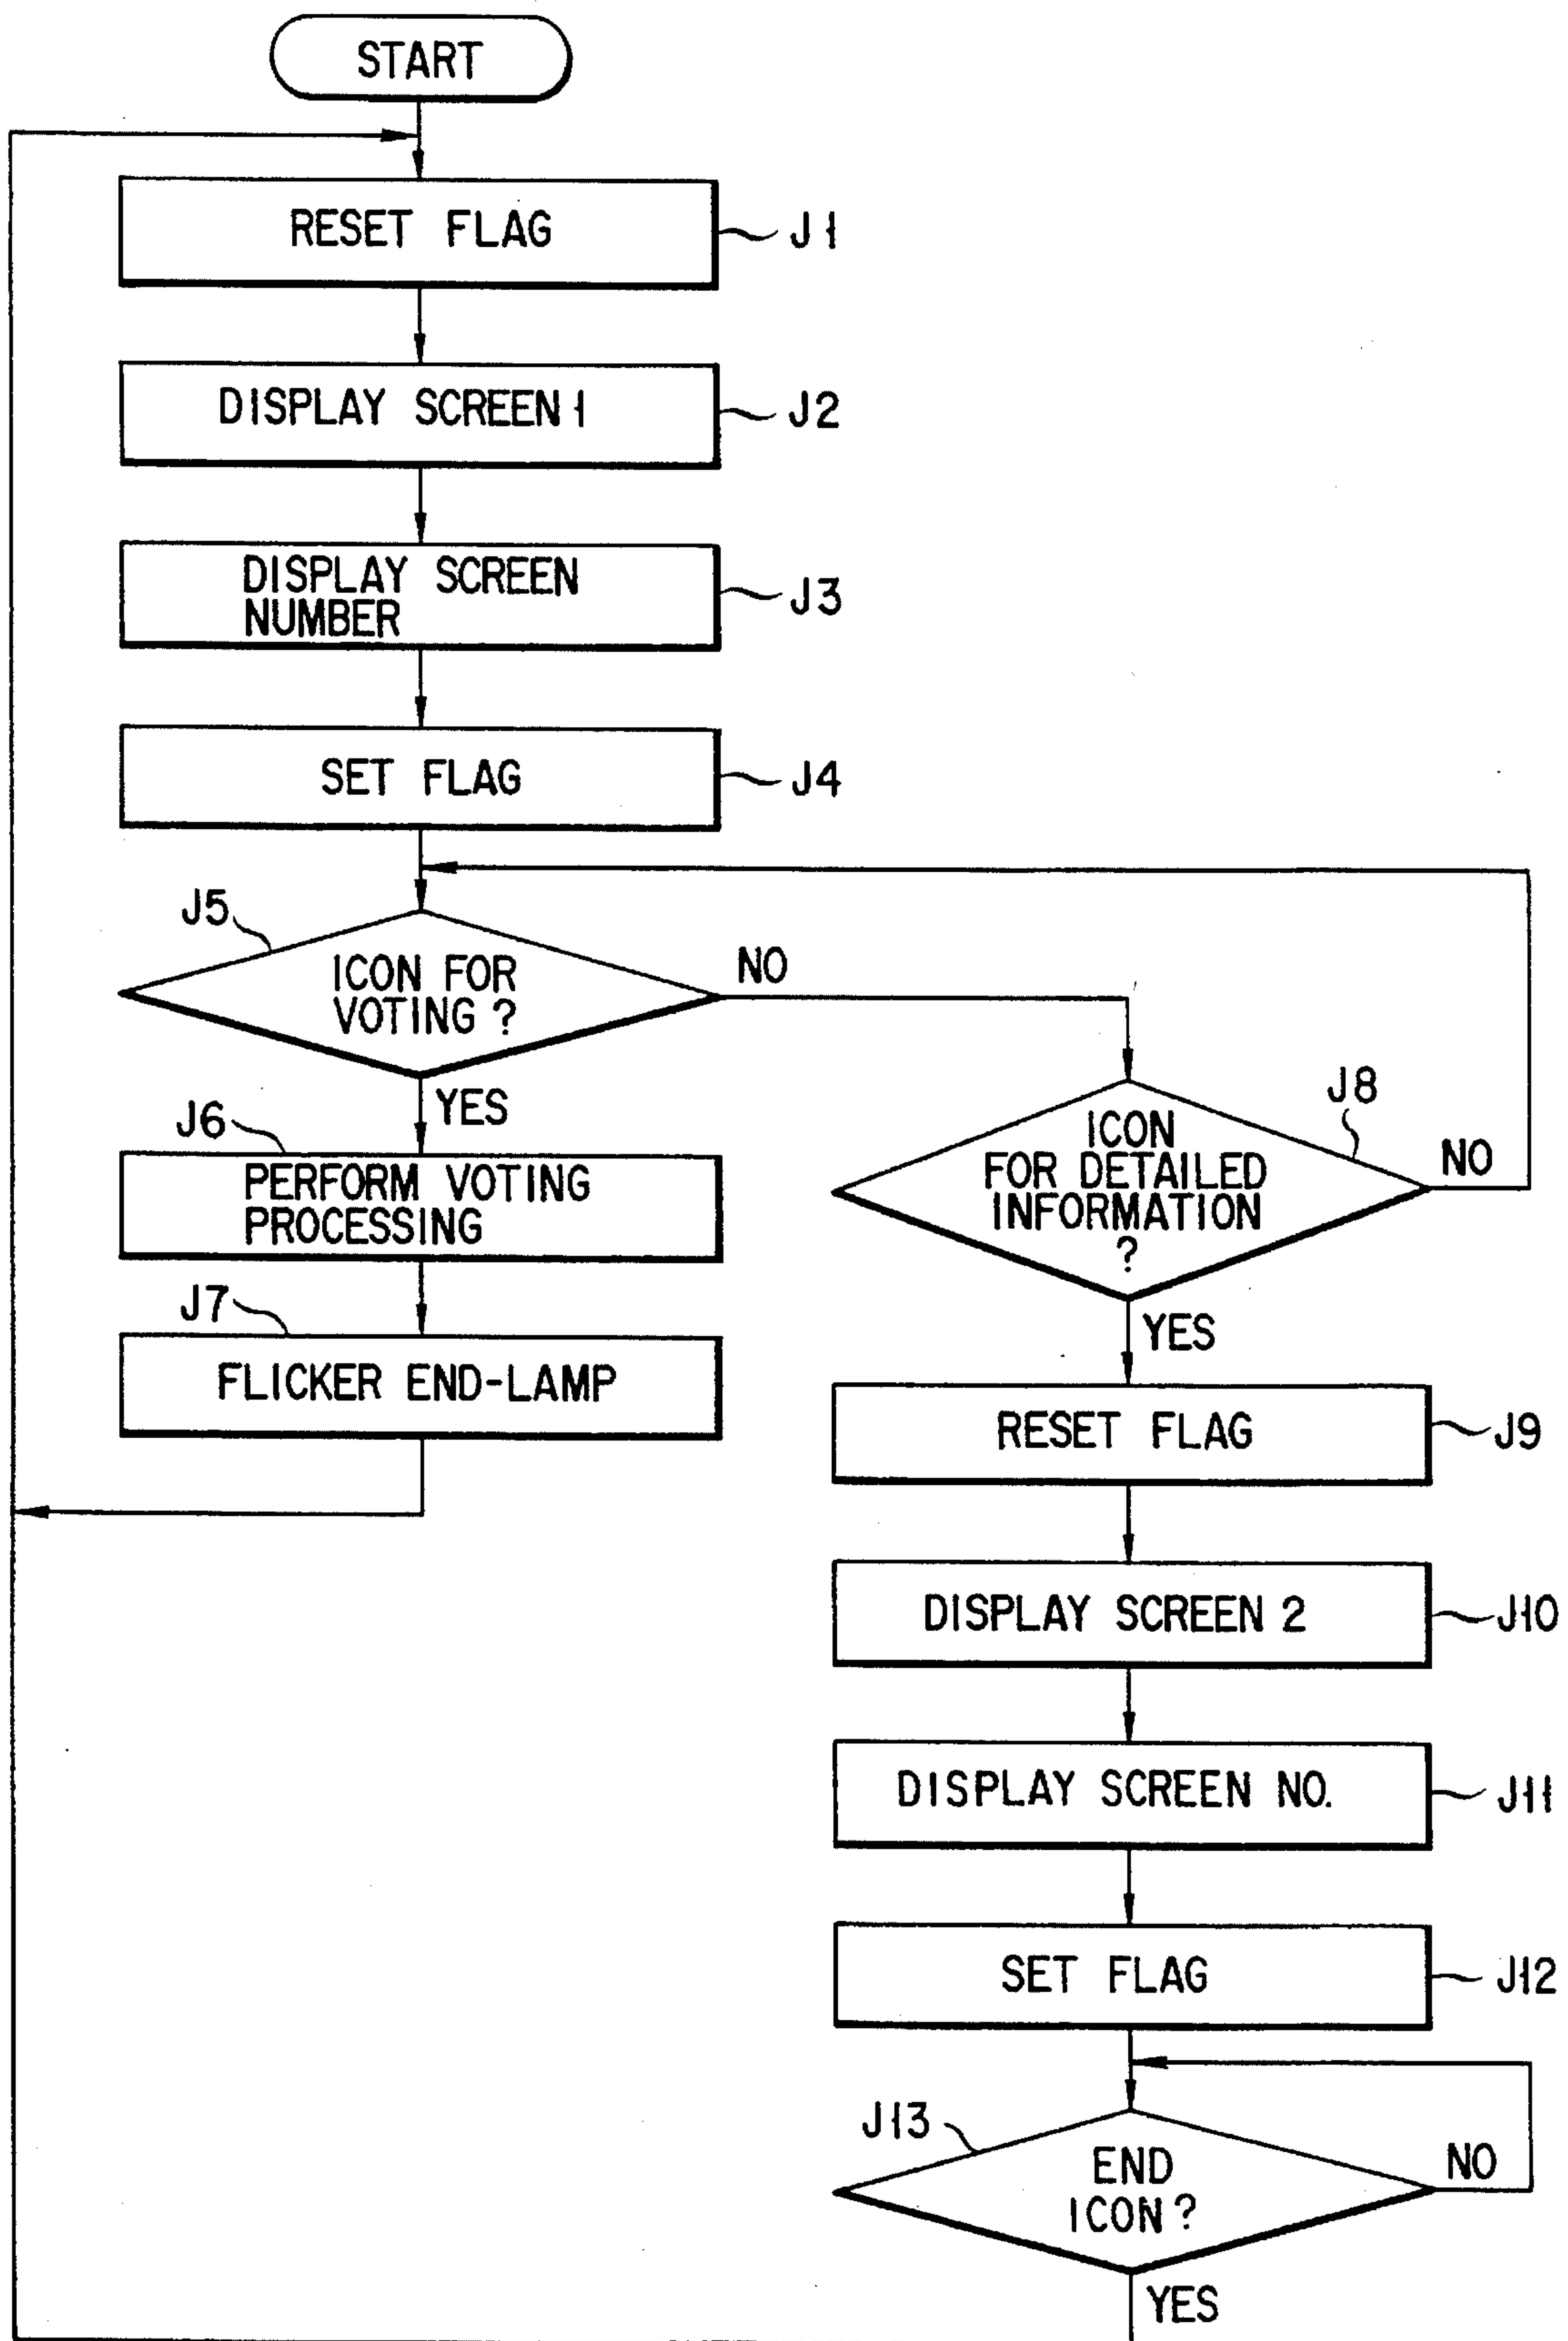 START
RESET FLAG
J1
DISPLAY SCREEN 1
J2
DISPLAY SCREEN
NUMBER
J3
SET FLAG
J4
J5
ICON FOR
VOTING ?
NO
YES
J6
PERFORM VOTING
PROCESSING
J7
FLICKER END-LAMP
J8
ICON
FOR DETAILED
INFORMATION
?
NO
YES
RESET FLAG
J9
DISPLAY SCREEN 2
J10
DISPLAY SCREEN NO.
J11
SET FLAG
J12
J13
END
ICON ?
NO
YES